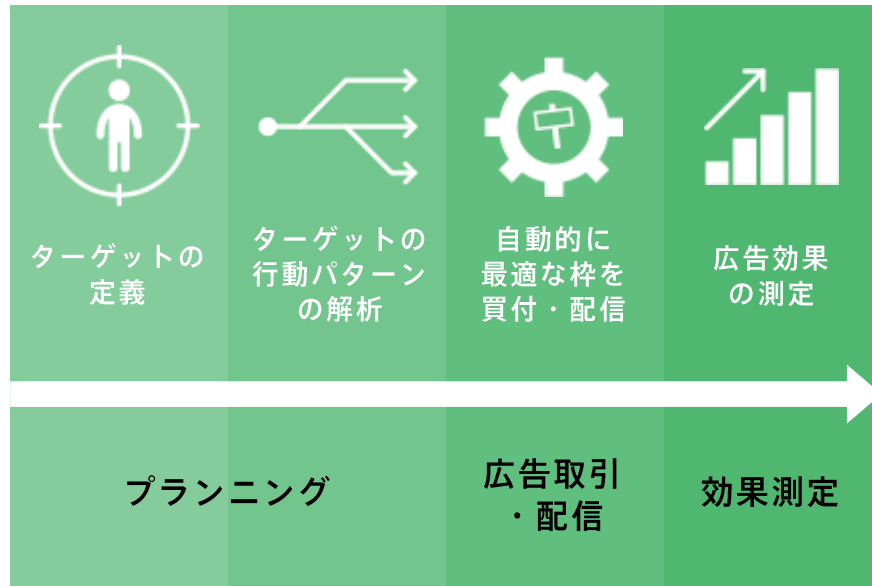 ターゲットの
定義
ターゲットの
行動パターン
の解析
自動的に
最適な枠を
買付・配信
広告効果
の測定
プランニング
広告取引
・配信
効果測定